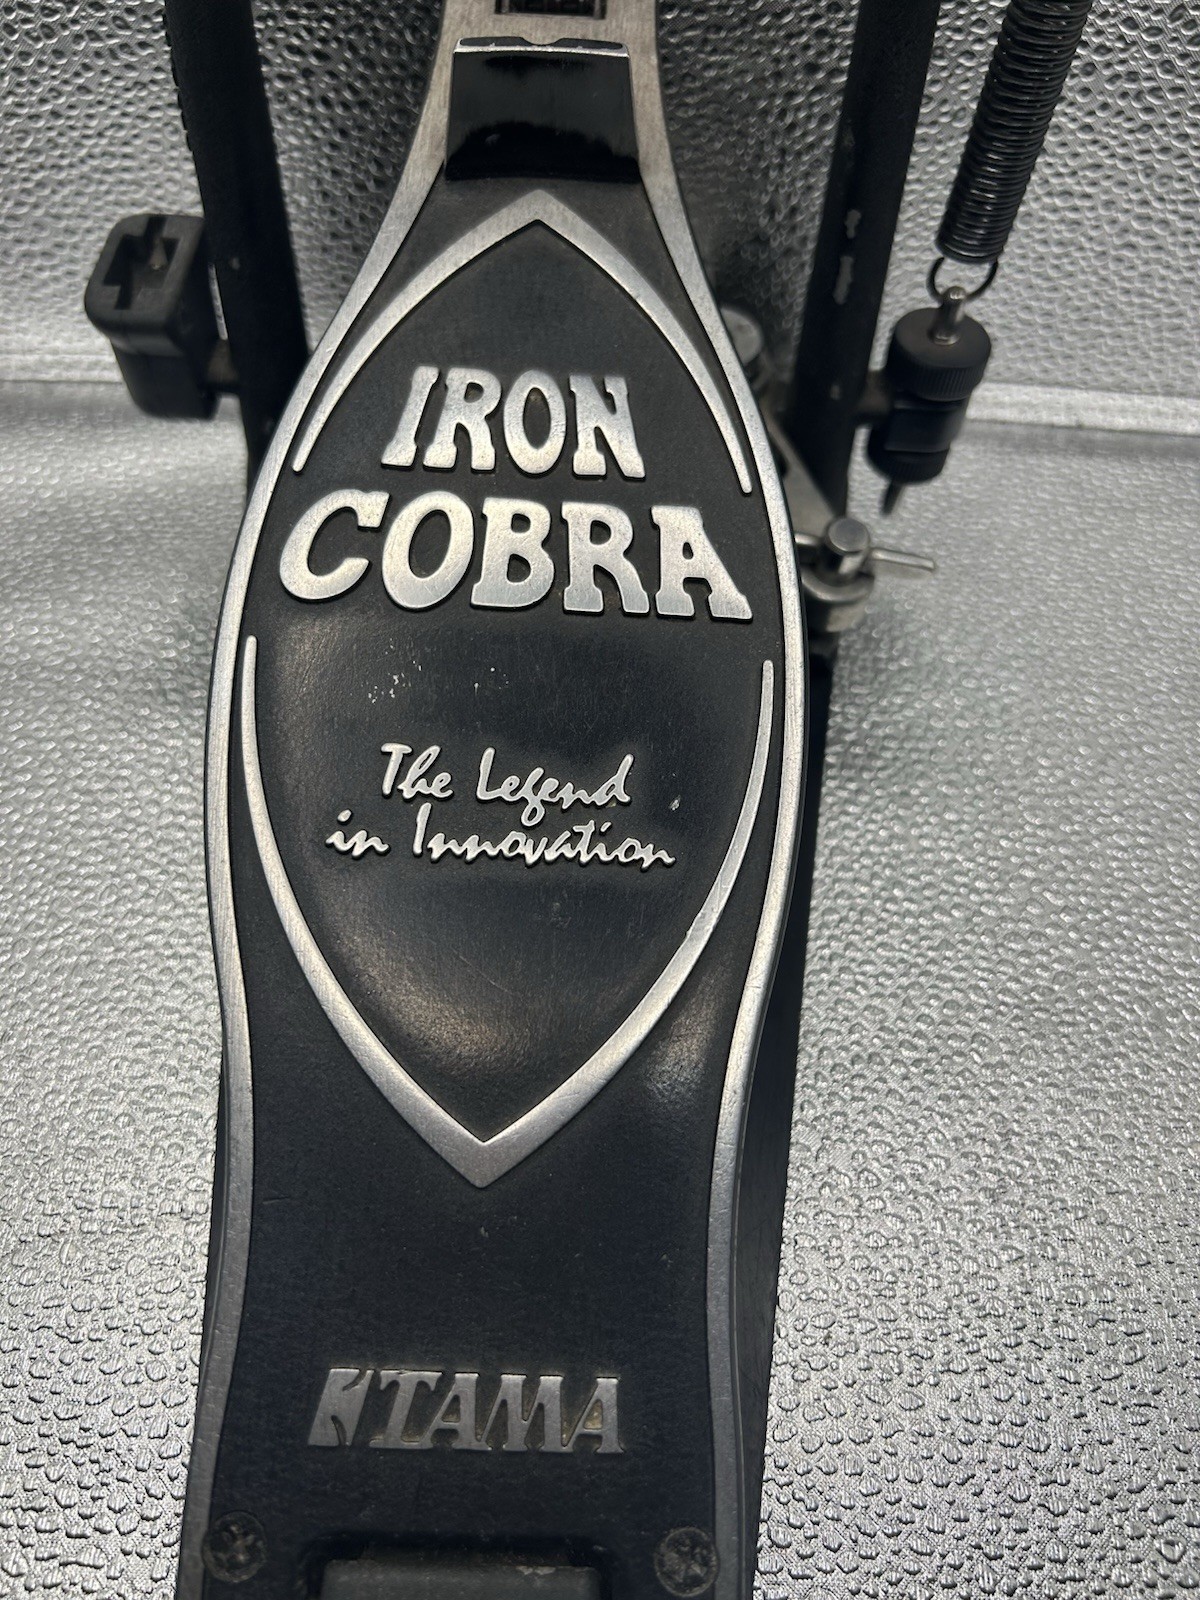 IRON
COBRA
The Legend
in Innovation
TAMA